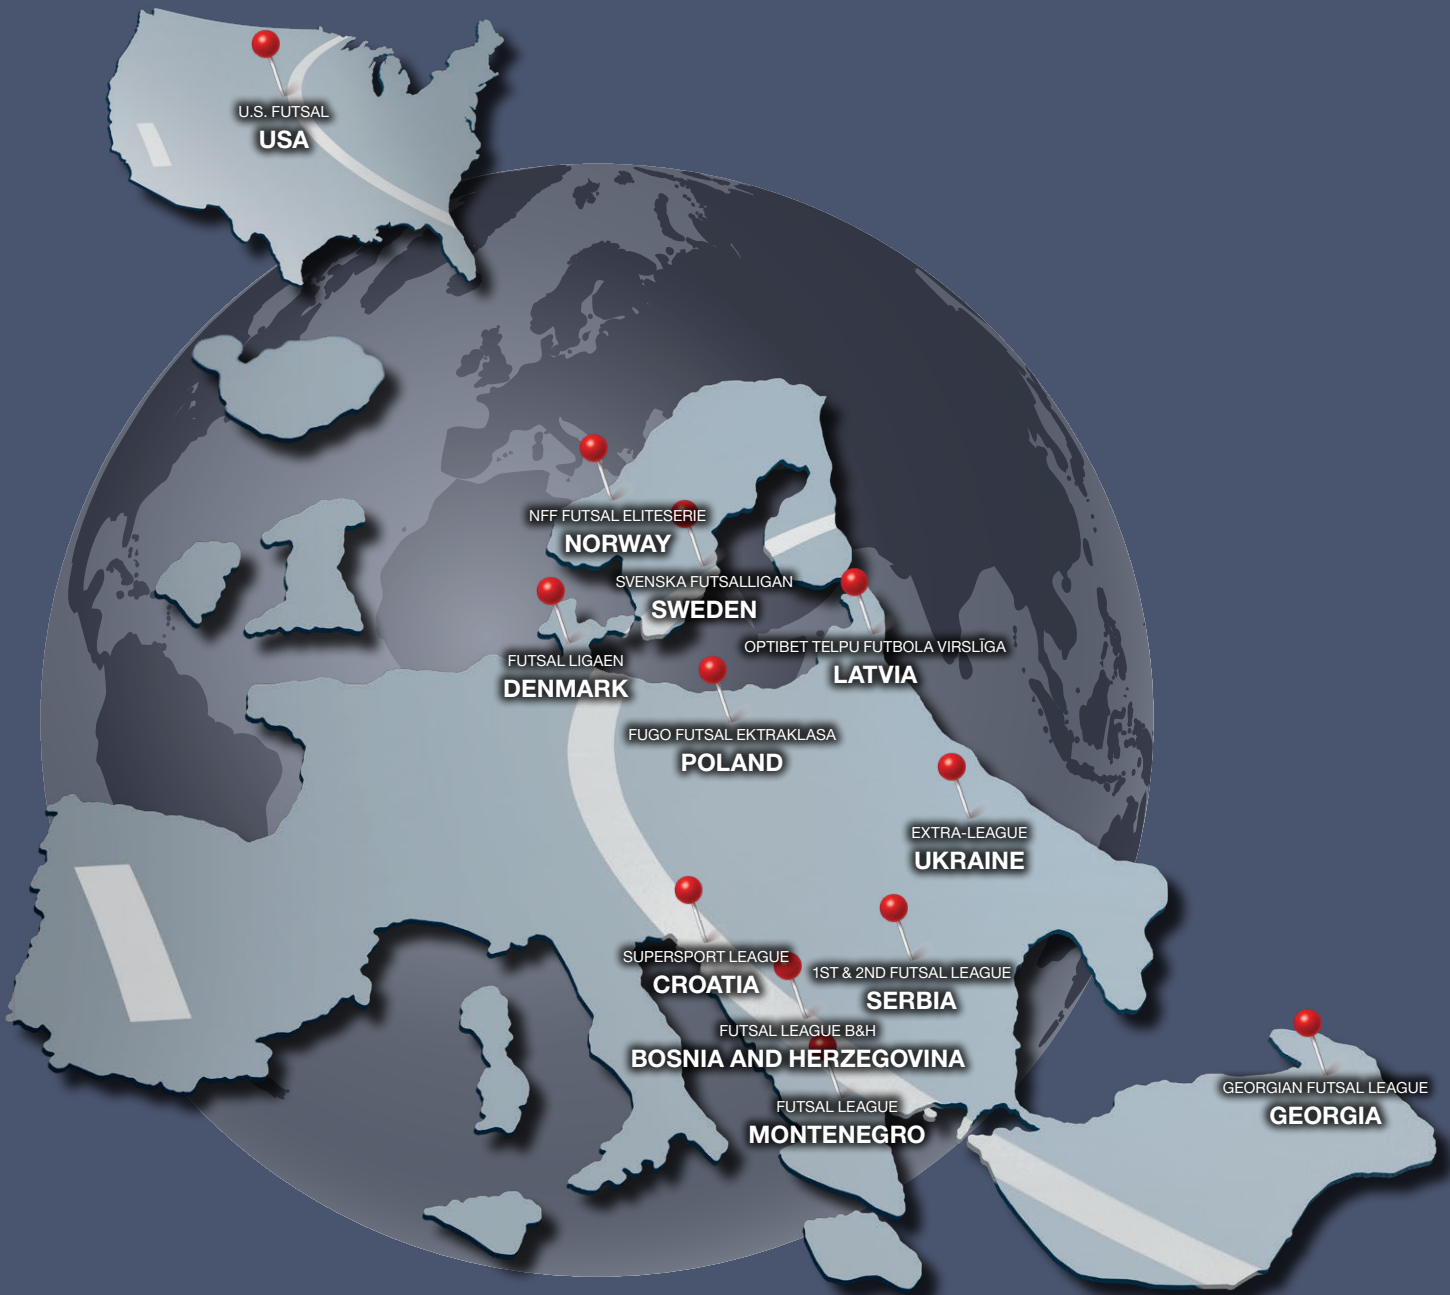 U.S. FUTSAL
USA
NFF FUTSAL ELITESERIE
NORWAY
SVENSKA FUTSALLIGAN
SWEDEN
FUTSAL LIGAEN
DENMARK
OPTIBET TELPU FUTBOLA VIRSLĪGA
LATVIA
FUGO FUTSAL EKTRAKLASA
POLAND
EXTRA-LEAGUE
UKRAINE
SUPERSPORT LEAGUE
CROATIA
1ST & 2ND FUTSAL LEAGUE
SERBIA
FUTSAL LEAGUE B&H
BOSNIA AND HERZEGOVINA
FUTSAL LEAGUE
MONTENEGRO
GEORGIAN FUTSAL LEAGUE
GEORGIA